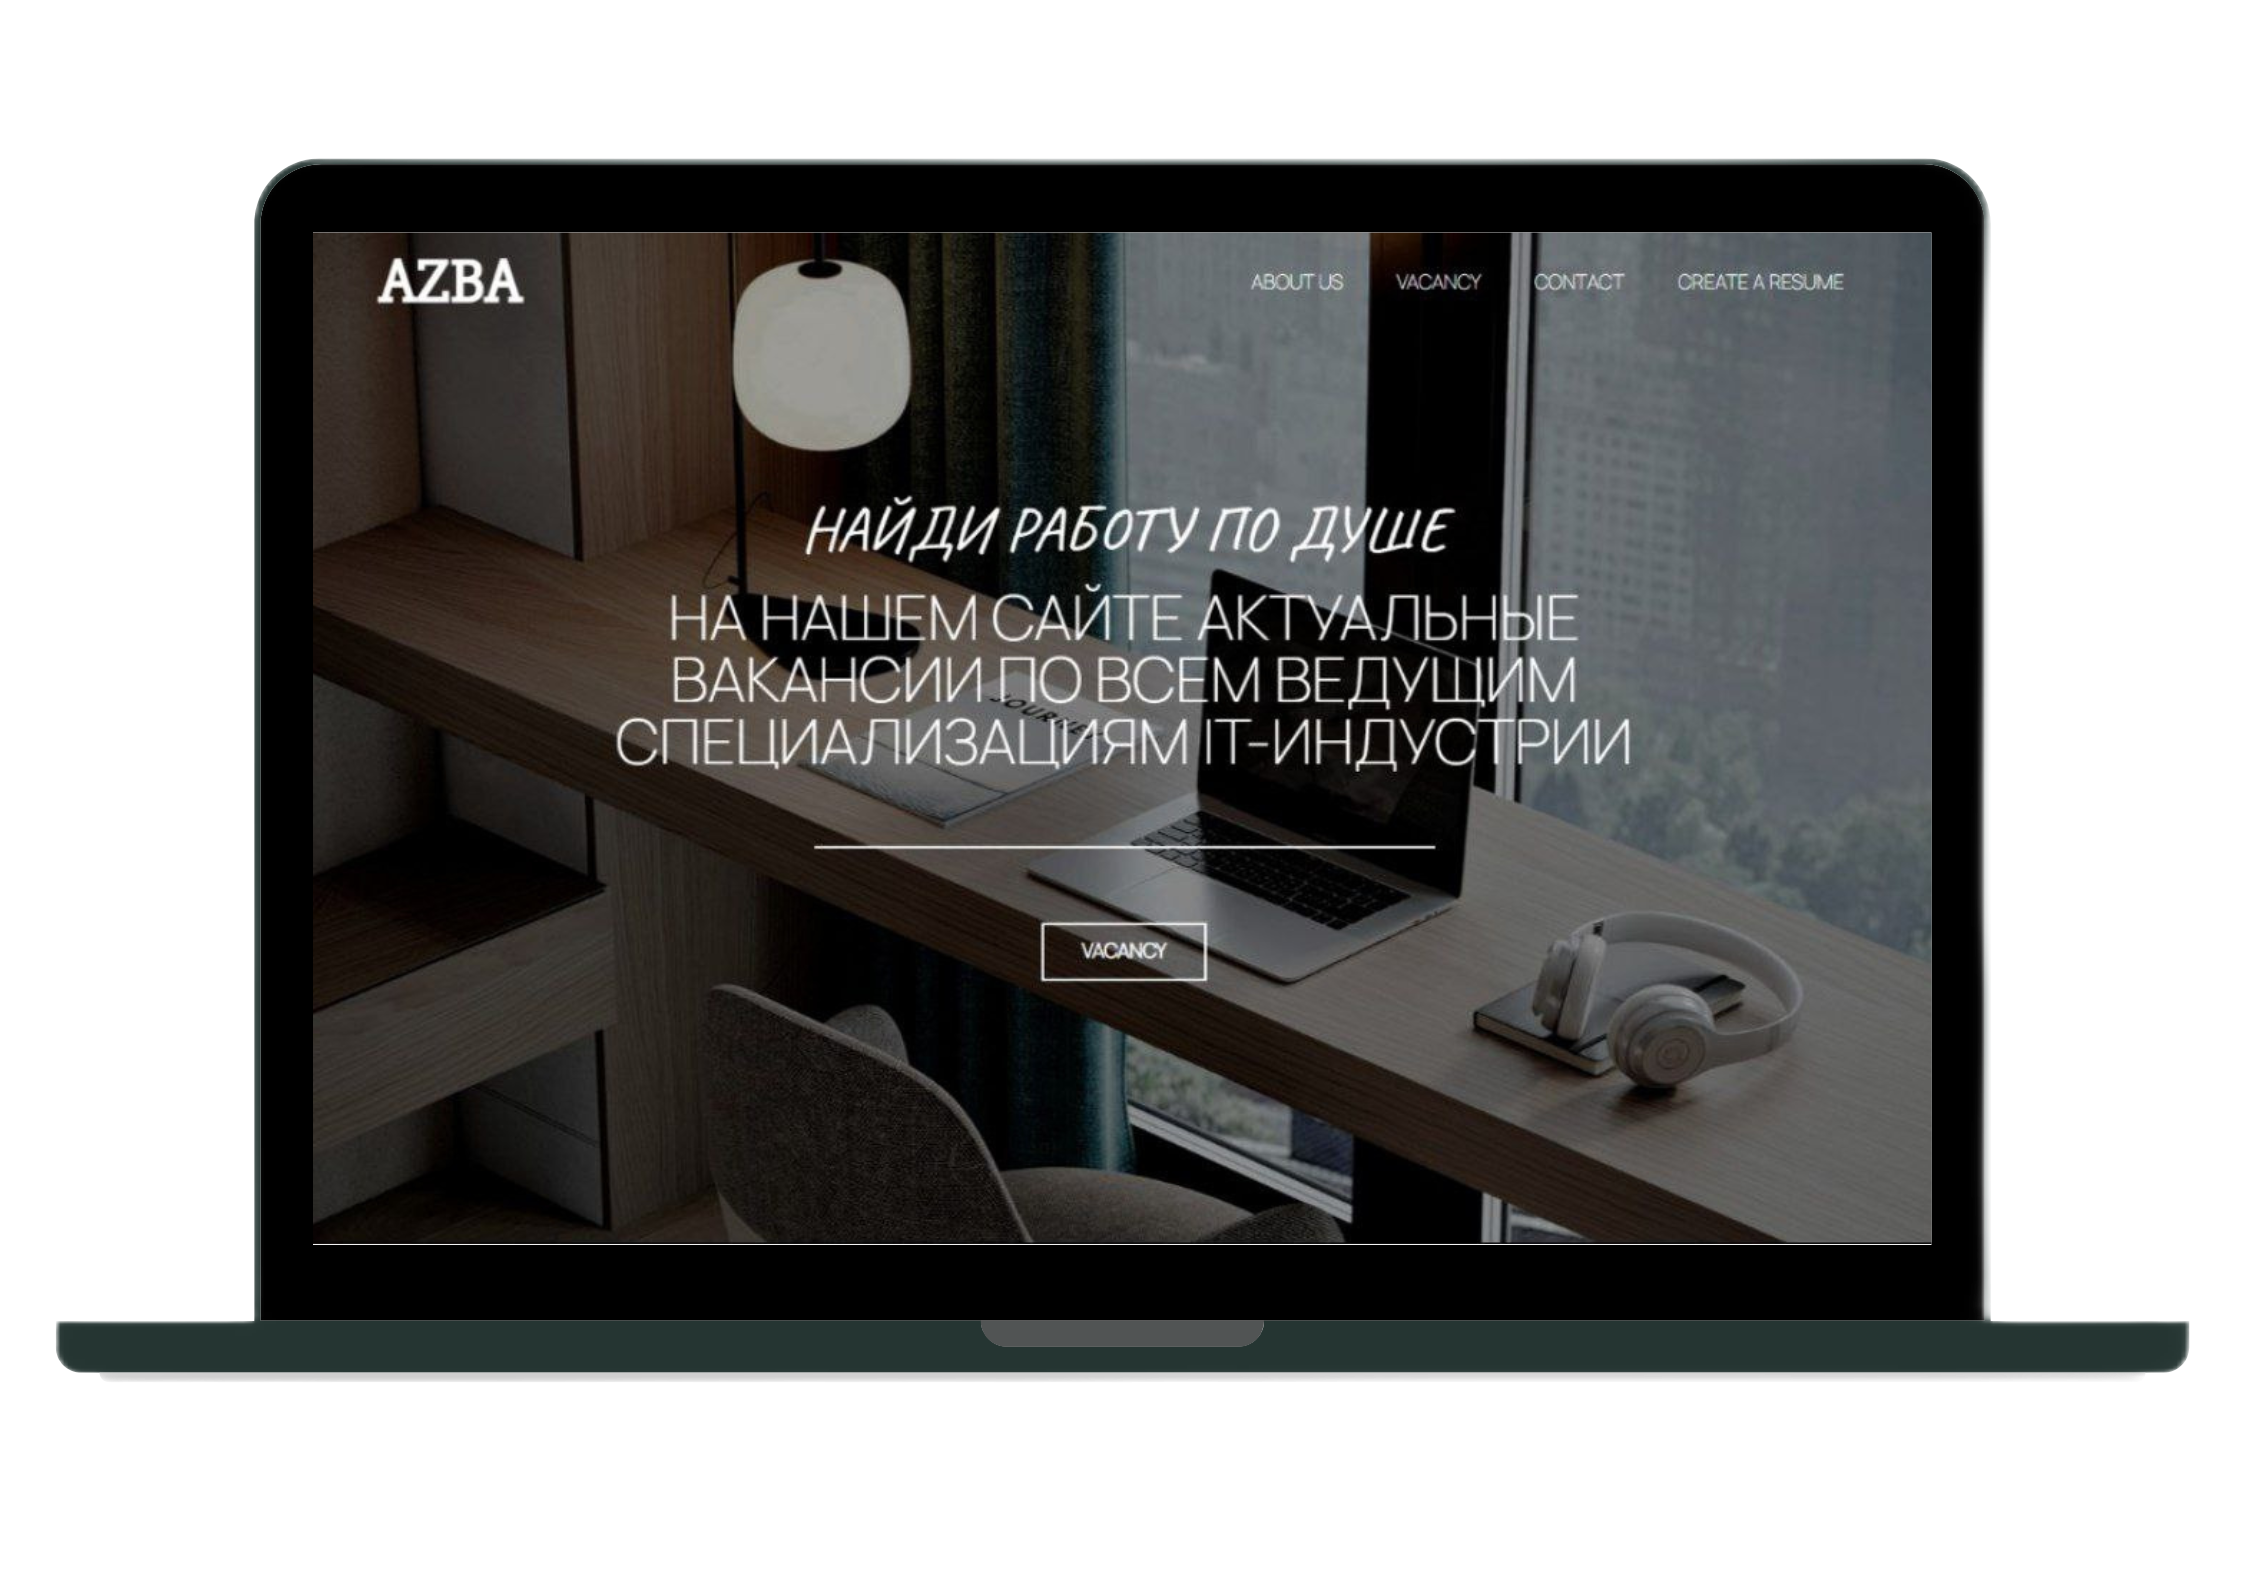 AZBA
ABOUT US VACANCY CONTACT CREATE A RESUME
НАЙДИ РАБОТУ ПО ДУШЕ
НА НАШЕМ САЙТЕ АКТУАЛЬНЫЕ
ВАКАНСИИ ПО ВСЕМ ВЕДУЩИМ
СПЕЦИАЛИЗАЦИЯМ IT-ИНДУСТРИИ
JOURNEY
VACANCY